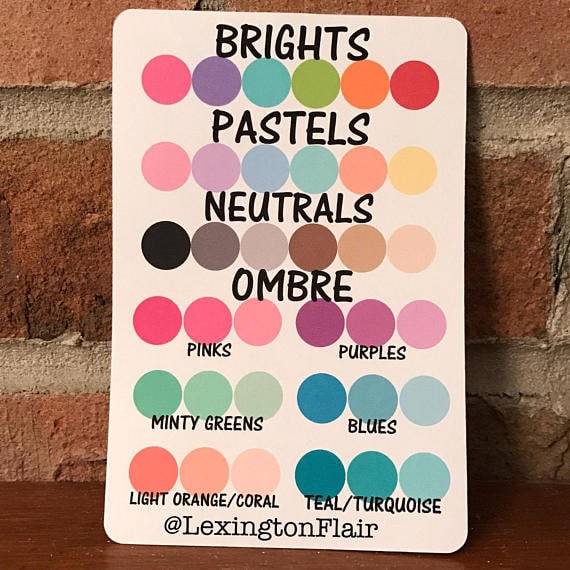 BRIGHTS
PASTELS
NEUTRALS
OMBRE
PINKS
PURPLES
MINTY GREENS
BLUES
LIGHT ORANGE/CORAL
TEAL/TURQUOISE
@LexingtonFlair